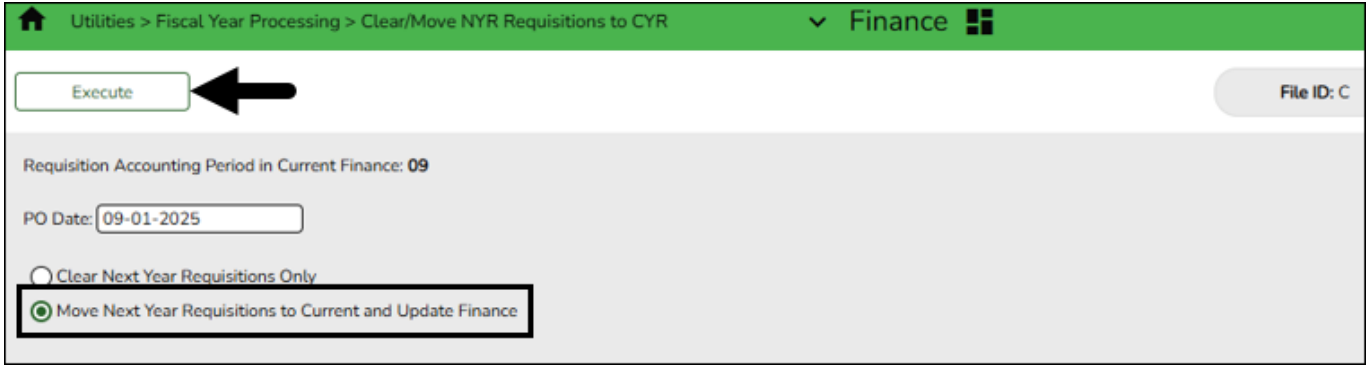 Utilities > Fiscal Year Processing > Clear/Move NYR Requisitions to CYR Finance
Execute File ID: C
Requisition Accounting Period in Current Finance: 09
PO Date: 09-01-2025
Clear Next Year Requisitions Only
Move Next Year Requisitions to Current and Update Finance